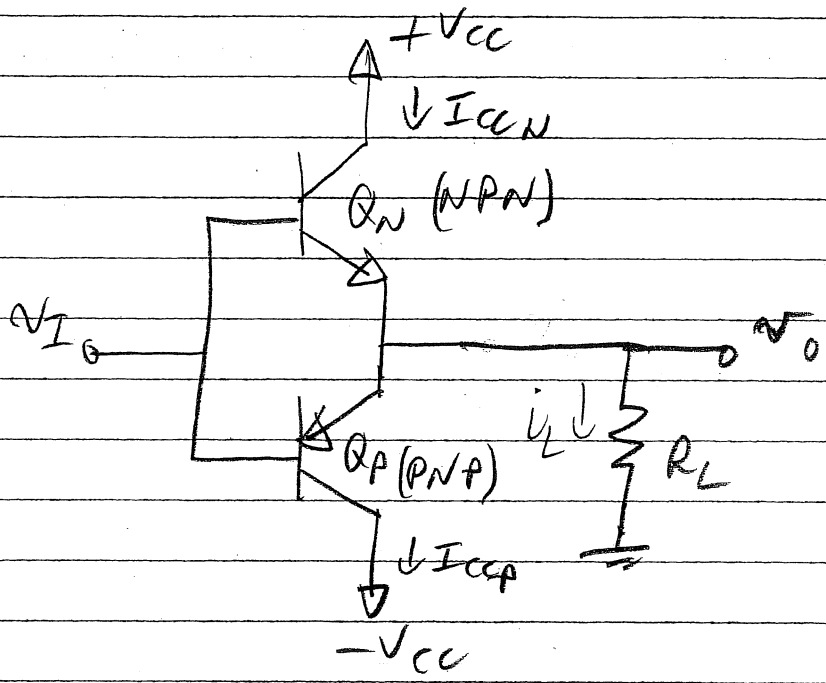 +VCC
↓ ICCN
QN (NPN)
vI
vo
iL ↓
RL
QP (PNP)
↓ ICCP
-VCC